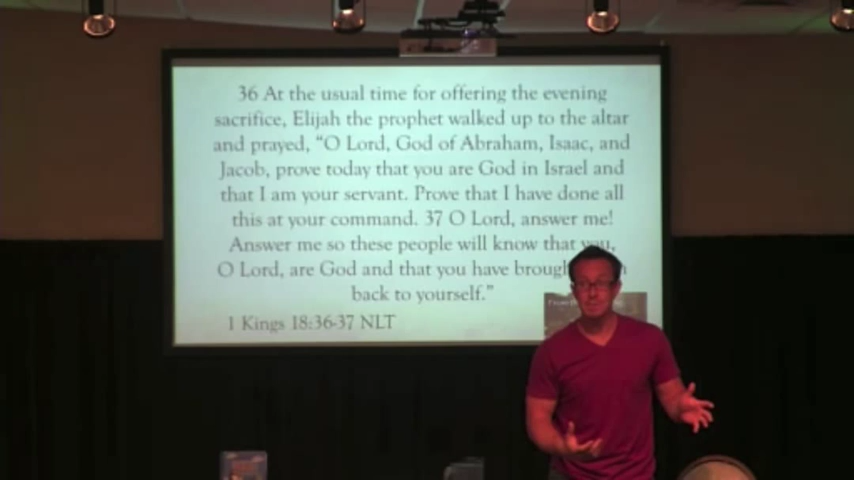 36 At the usual time for offering the evening
sacrifice, Elijah the prophet walked up to the altar
and prayed, "O Lord, God of Abraham, Isaac, and
Jacob, prove today that you are God in Israel and
that I am your servant. Prove that I have done all
this at your command. 37 O Lord, answer me!
Answer me so these people will know that you,
O Lord, are God and that you have
back to yourself."
1 Kings 18:36-37 NLT